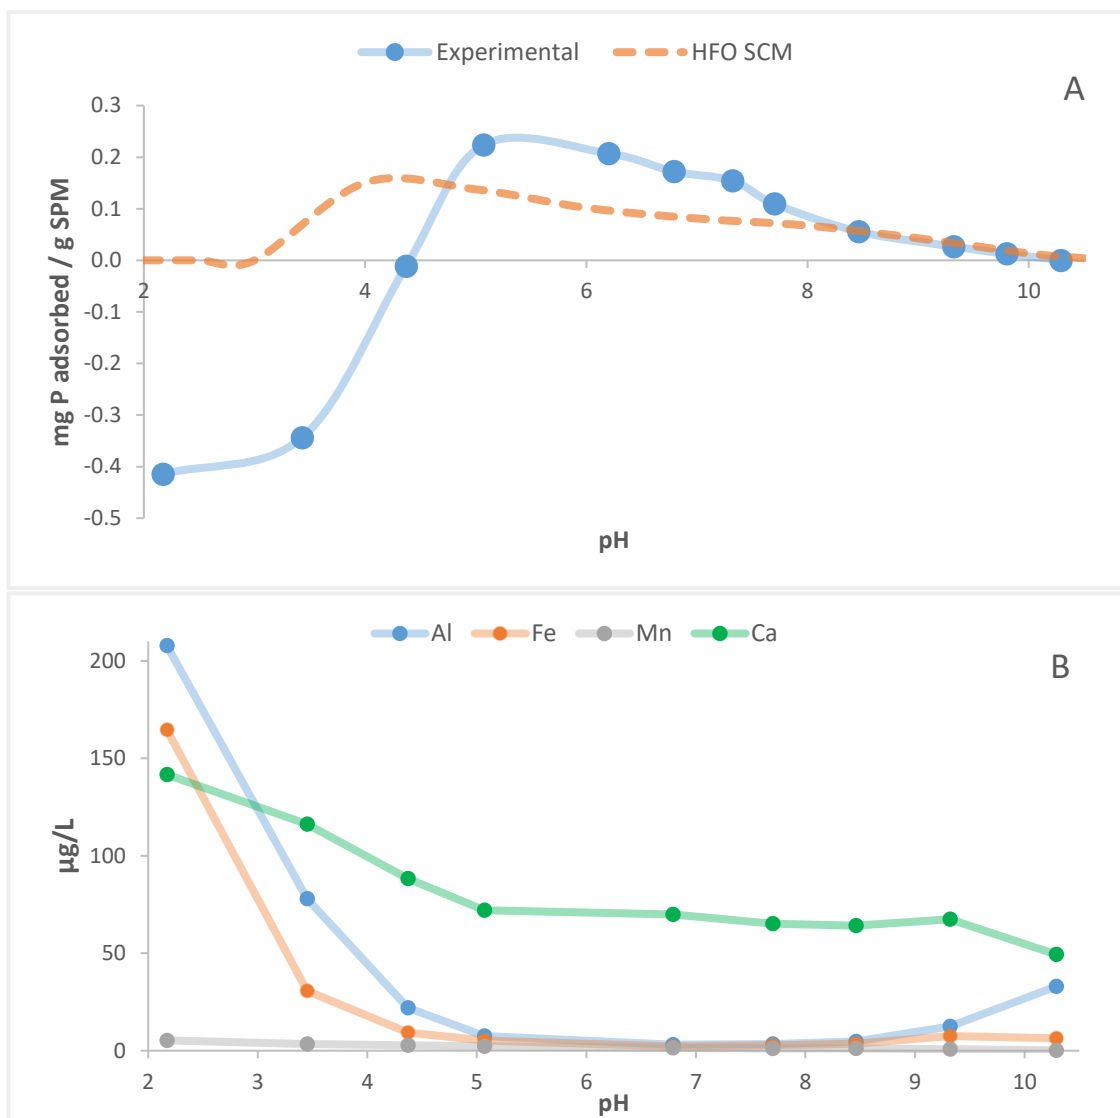 Experimental HFO SCM
A
mg P adsorbed / g SPM
0.3
0.2
0.1
0.0
-0.1
-0.2
-0.3
-0.4
-0.5
2 4 6 8 10
pH
Al Fe Mn Ca
B
µg/L
200
150
100
50
0
2 3 4 5 6 7 8 9 10
pH